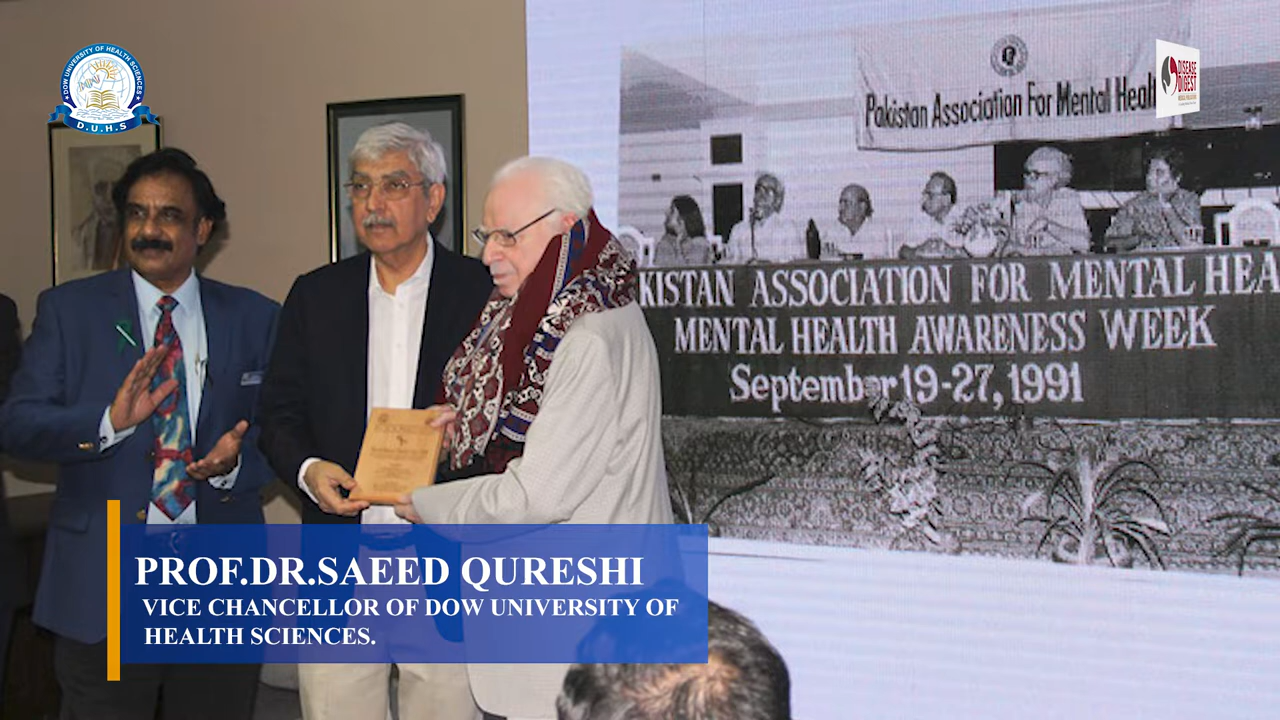 DOW UNIVERSITY OF HEALTH SCIENCES
D.U.H.S
DISEASE
DIGEST
Pakistan Association For Mental Heal
KISTAN ASSOCIATION FOR MENTAL HEA
MENTAL HEALTH AWARENESS WEEK
September 19-27, 1991
PROF.DR.SAEED QURESHI
VICE CHANCELLOR OF DOW UNIVERSITY OF
HEALTH SCIENCES.